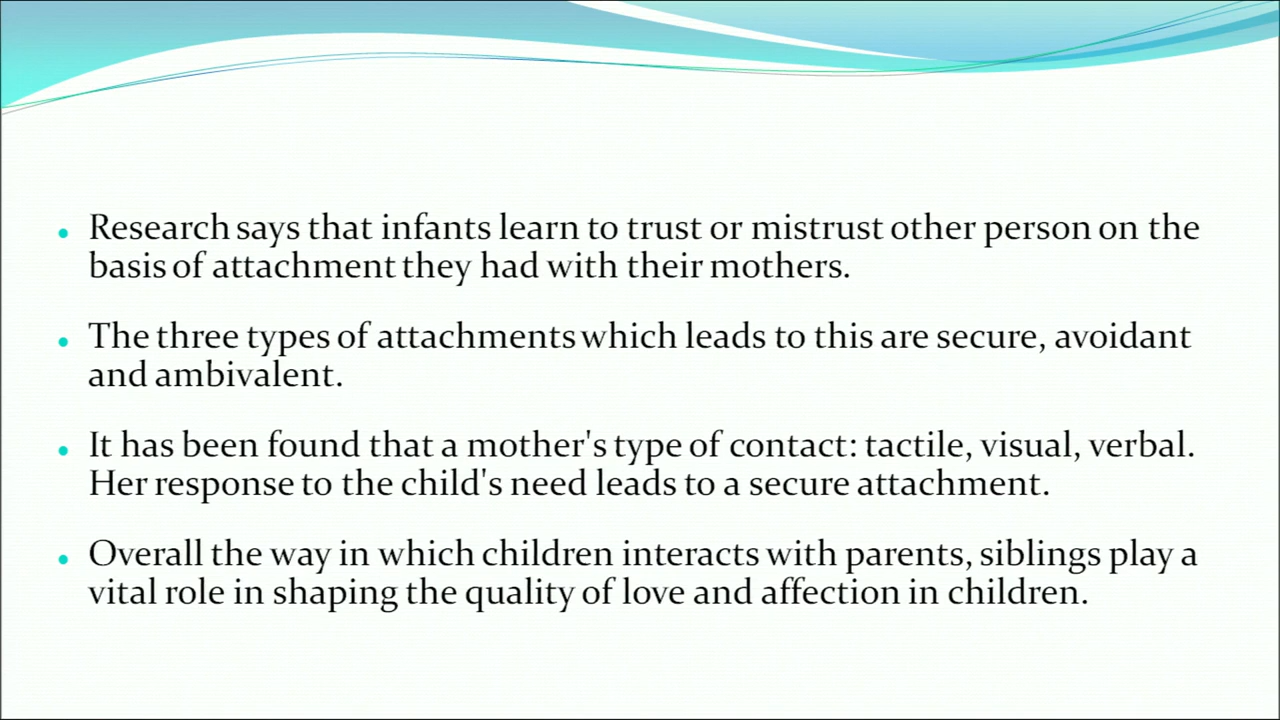 Research says that infants learn to trust or mistrust other person on the
basis of attachment they had with their mothers.
The three types of attachments which leads to this are secure, avoidant
and ambivalent.
It has been found that a mother's type of contact: tactile, visual, verbal.
Her response to the child's need leads to a secure attachment.
Overall the way in which children interacts with parents, siblings play a
vital role in shaping the quality of love and affection in children.